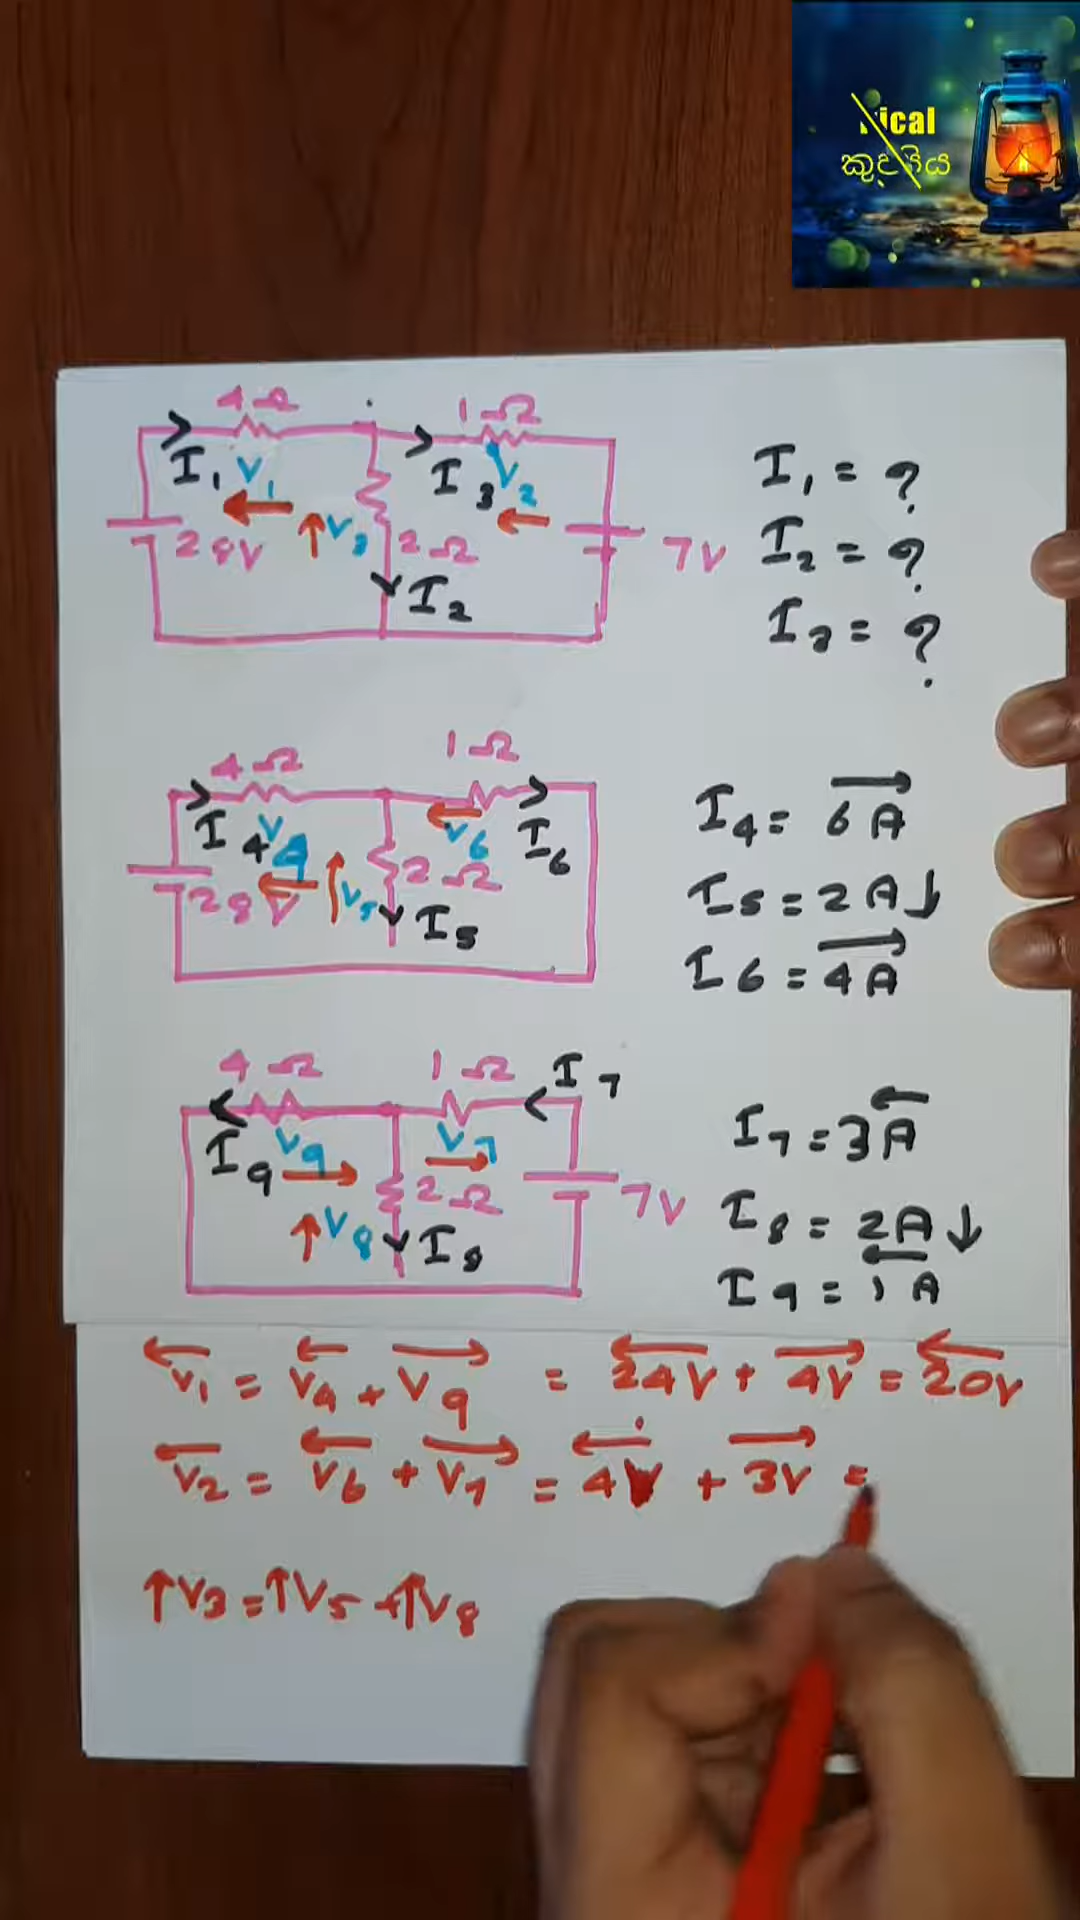 ical
4Ω 1Ω
I₁ V₁ I₃ V₂
28V V₃ 2Ω 7V
I₂
I₁ = ?
I₂ = ?
I₃ = ?
4Ω 1Ω
I₄ V₄ V₆ I₆
28V V₅ 2Ω
I₅
I₄ = 6A
I₅ = 2A↓
I₆ = 4A
4Ω 1Ω I₇
I₉ V₉ V₇
V₈ 2Ω 7V
I₈
I₇ = 3A
I₈ = 2A↓
I₉ = 1A
V₁ = V₄ + V₉ = 24V + 4V = 20V
V₂ = V₆ + V₇ = 4V + 3V =
↑V₃ = ↑V₅ + ↑V₈